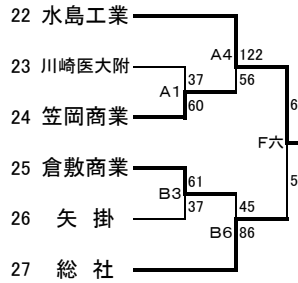 22 水島工業
A4 122
23 川崎医大附
37 56
A1
24 笠岡商業 60
6
F六
25 倉敷商業
61 5
B3
26 矢掛 37 45
B6 86
27 総社